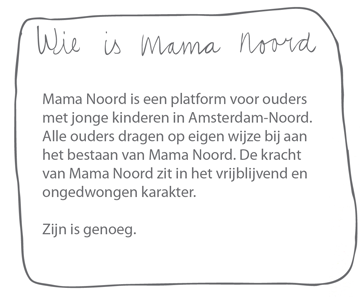 Wie is Mama Noord
Mama Noord is een platform voor ouders
met jonge kinderen in Amsterdam-Noord.
Alle ouders dragen op eigen wijze bij aan
het bestaan van Mama Noord. De kracht
van Mama Noord zit in het vrijblijvend en
ongedwongen karakter.
Zijn is genoeg.